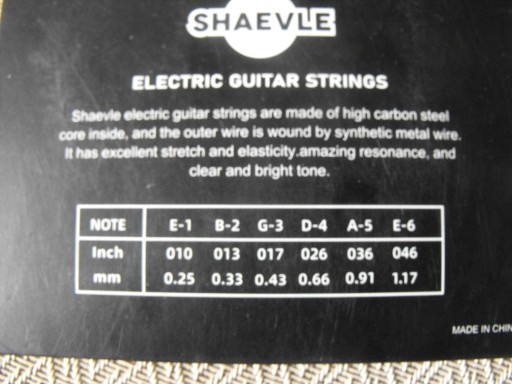 SHAEVLE
ELECTRIC GUITAR STRINGS
Shaevle electric guitar strings are made of high carbon steel
core inside, and the outer wire is wound by synthetic metal wire.
It has excellent stretch and elasticity.amazing resonance, and
clear and bright tone.
NOTE E-1 B-2 G-3 D-4 A-5 E-6
Inch 010 013 017 026 036 046
mm 0.25 0.33 0.43 0.66 0.91 1.17
MADE IN CHIN